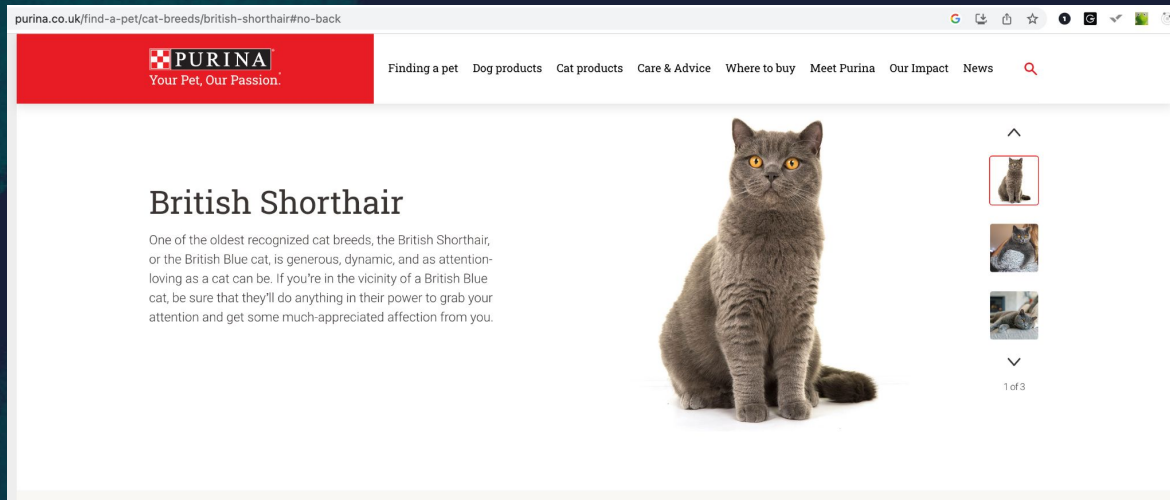 purina.co.uk/find-a-pet/cat-breeds/british-shorthair#no-back
PURINA
Your Pet, Our Passion.
Finding a pet Dog products Cat products Care & Advice Where to buy Meet Purina Our Impact News
British Shorthair
One of the oldest recognized cat breeds, the British Shorthair,
or the British Blue cat, is generous, dynamic, and as attention-
loving as a cat can be. If you're in the vicinity of a British Blue
cat, be sure that they'll do anything in their power to grab your
attention and get some much-appreciated affection from you.
1 of 3